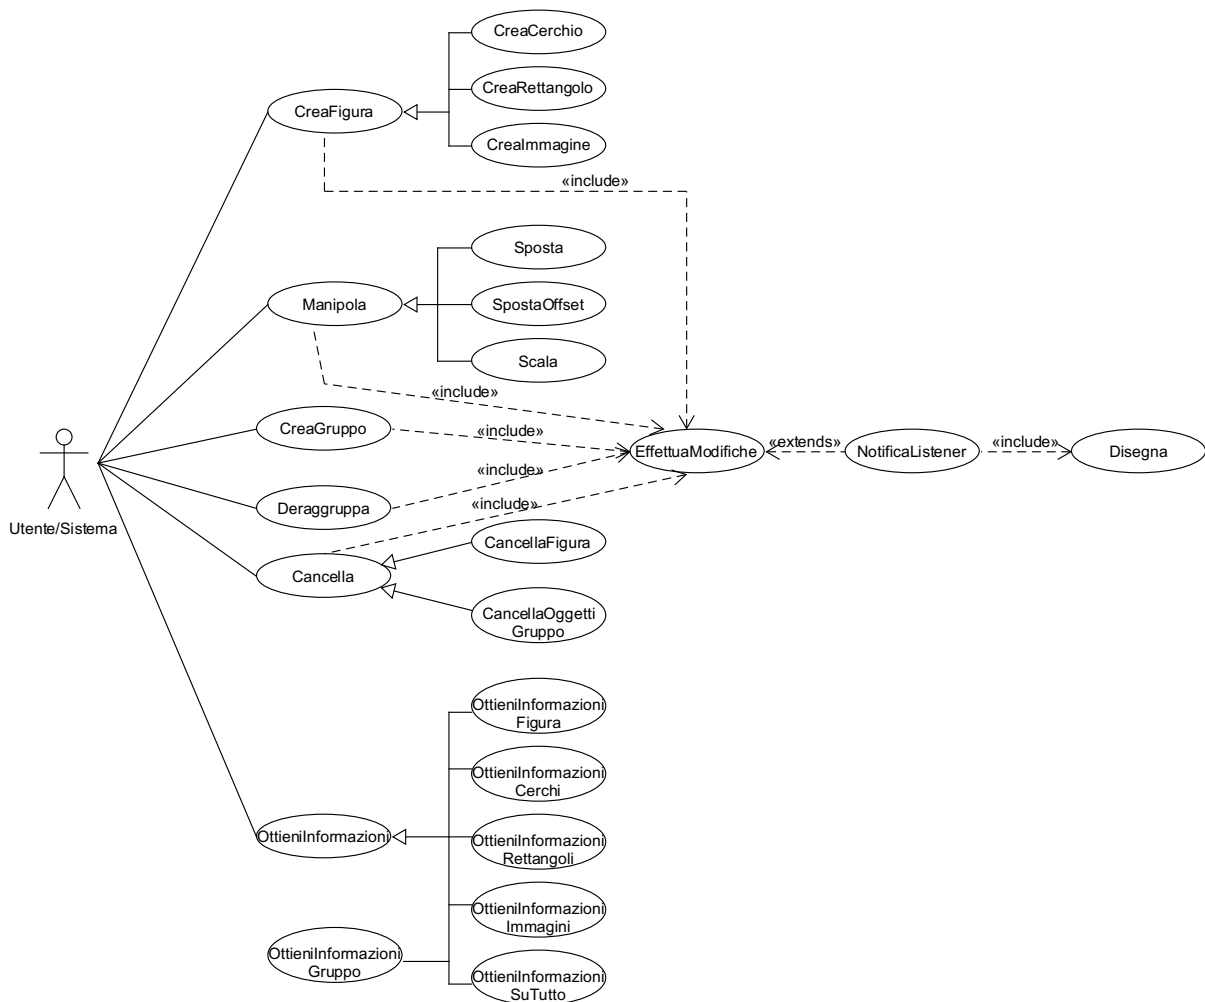 CreaCerchio
CreaRettangolo
CreaFigura
CreaImmagine
«include»
Sposta
Manipola
SpostaOffset
Scala
«include»
CreaGruppo
«include»
EffettuaModifiche
«extends»
NotificaListener
«include»
Disegna
«include»
Deraggruppa
«include»
Utente/Sistema
CancellaFigura
Cancella
CancellaOggetti
Gruppo
OttieniInformazioni
Figura
OttieniInformazioni
Cerchi
OttieniInformazioni
OttieniInformazioni
Rettangoli
OttieniInformazioni
Immagini
OttieniInformazioni
Gruppo
OttieniInformazioni
SuTutto